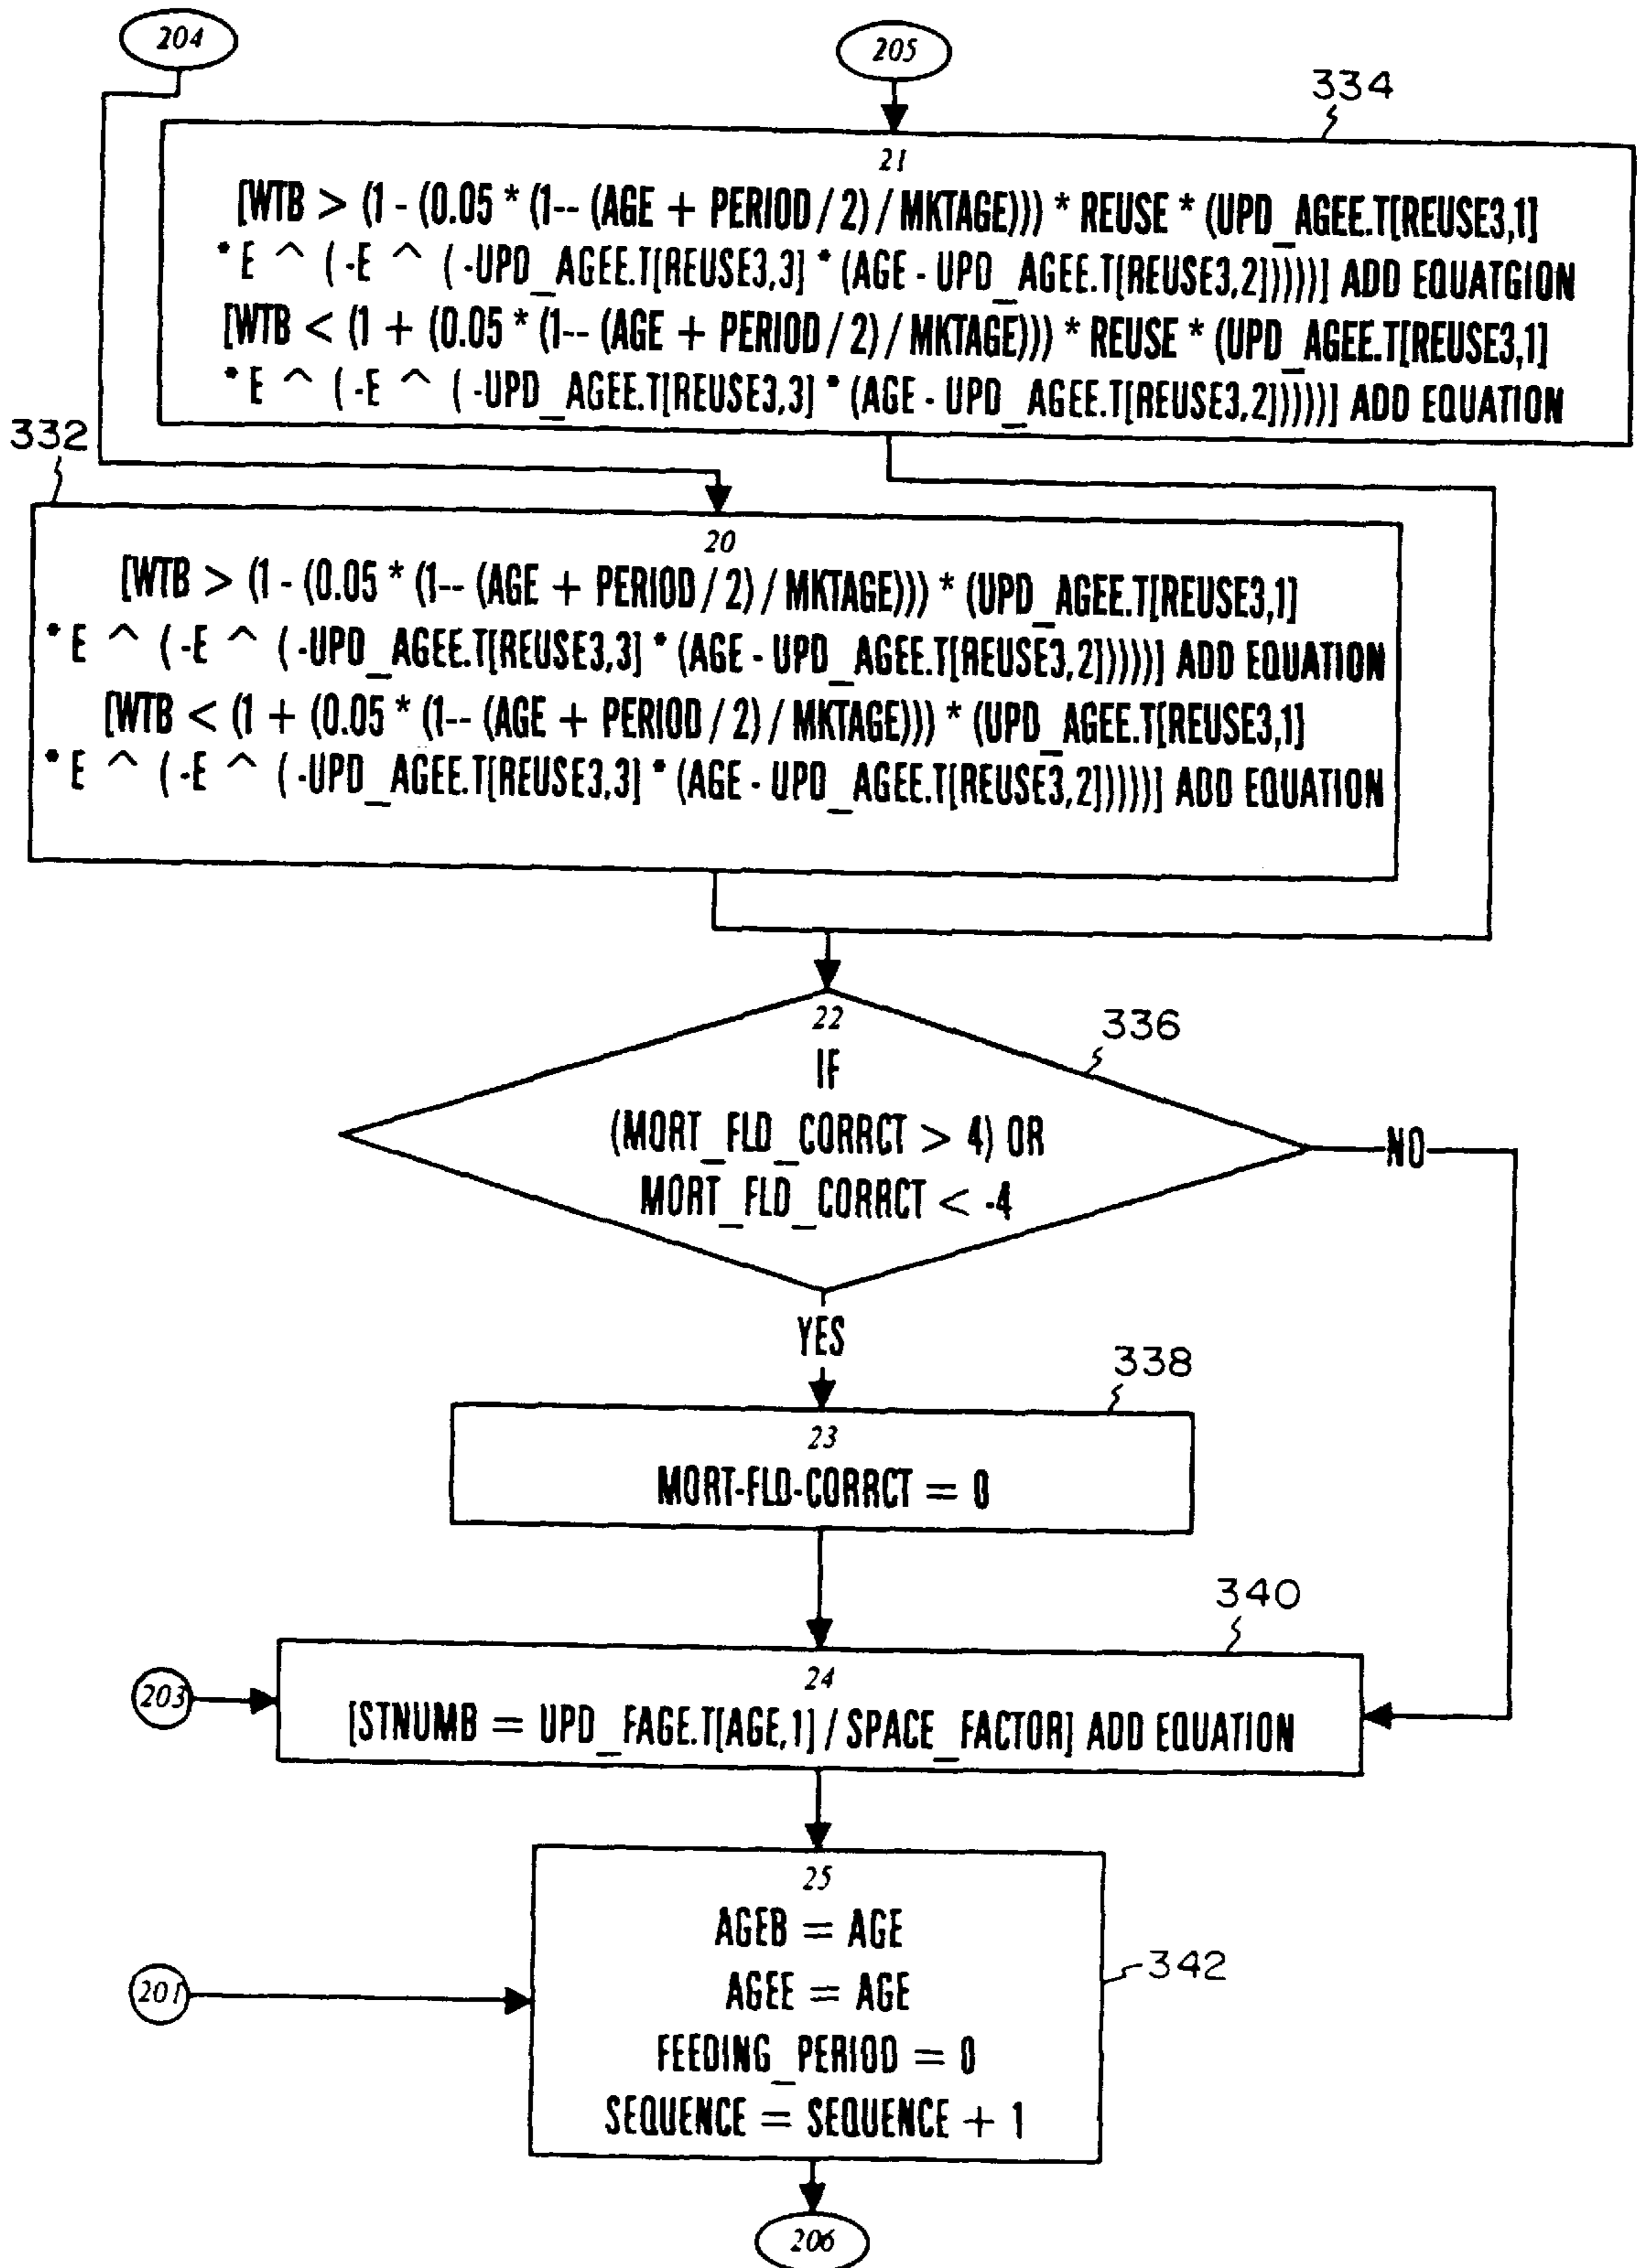 204
205
334
21
[WTB > (1 - (0.05 * (1-- (AGE + PERIOD / 2) / MKTAGE))) * REUSE * (UPD_AGEE.T[REUSE3,1]
* E ^ ( -E ^ ( -UPD_AGEE.T[REUSE3,3] * (AGE - UPD_AGEE.T[REUSE3,2]))))] ADD EQUATGION
[WTB < (1 + (0.05 * (1-- (AGE + PERIOD / 2) / MKTAGE))) * REUSE * (UPD_AGEE.T[REUSE3,1]
* E ^ ( -E ^ ( -UPD_AGEE.T[REUSE3,3] * (AGE - UPD_AGEE.T[REUSE3,2]))))] ADD EQUATION
332
20
[WTB > (1 - (0.05 * (1-- (AGE + PERIOD / 2) / MKTAGE))) * (UPD_AGEE.T[REUSE3,1]
* E ^ ( -E ^ ( -UPD_AGEE.T[REUSE3,3] * (AGE - UPD_AGEE.T[REUSE3,2]))))] ADD EQUATION
[WTB < (1 + (0.05 * (1-- (AGE + PERIOD / 2) / MKTAGE))) * (UPD_AGEE.T[REUSE3,1]
* E ^ ( -E ^ ( -UPD_AGEE.T[REUSE3,3] * (AGE - UPD_AGEE.T[REUSE3,2]))))] ADD EQUATION
22
336
IF
(MORT_FLD_CORRCT > 4) OR
MORT_FLD_CORRCT < -4
NO
YES
338
23
MORT-FLD-CORRCT = 0
340
203
24
[STNUMB = UPD_FAGE.T[AGE,1] / SPACE_FACTOR] ADD EQUATION
25
AGEB = AGE
342
201
AGEE = AGE
FEEDING_PERIOD = 0
SEQUENCE = SEQUENCE + 1
206